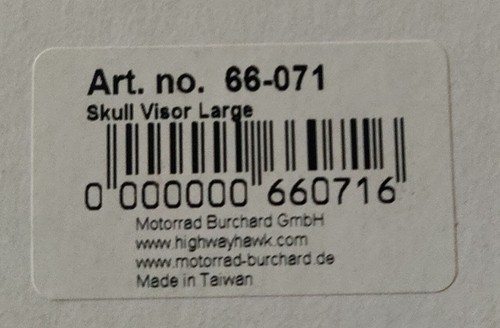 Art. no. 66-071
Skull Visor Large
0 000000 660716
Motorrad Burchard GmbH
www.highwayhawk.com
www.motorrad-burchard.de
Made in Taiwan